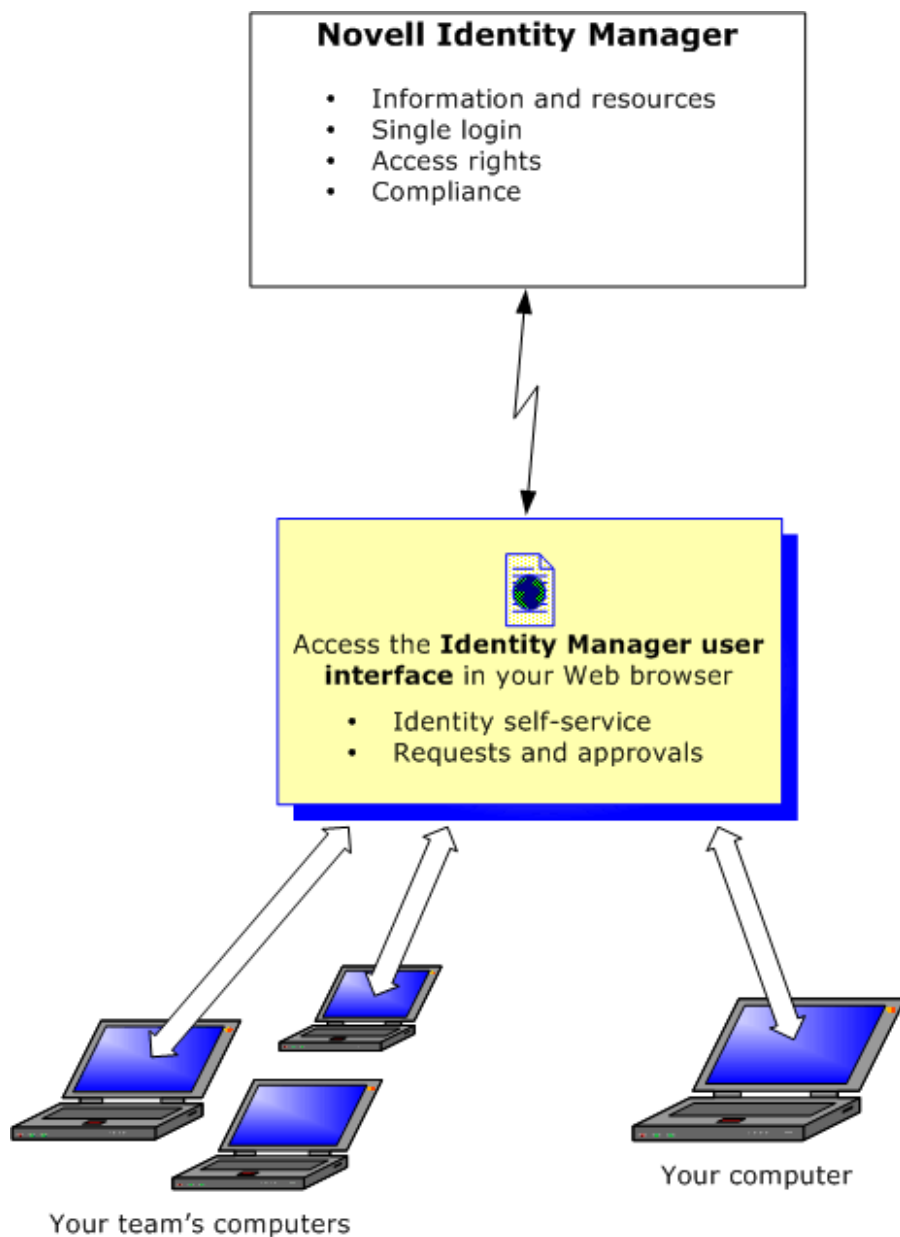 Novell Identity Manager
• Information and resources
• Single login
• Access rights
• Compliance
Access the Identity Manager user
interface in your Web browser
• Identity self-service
• Requests and approvals
Your computer
Your team's computers